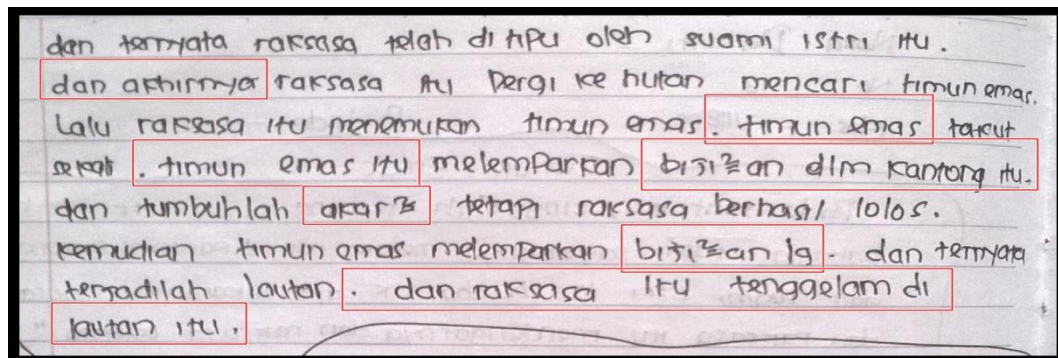 dan ternyata raksasa telah di tipu oleh suami istri itu.
dan akhirnya raksasa itu pergi ke hutan mencari timun emas.
Lalu raksasa itu menemukan timun emas. timun emas takut
sekali. timun emas itu melemparkan biji²an dlm kantong itu.
dan tumbuhlah akar² tetapi raksasa berhasil lolos.
kemudian timun emas melemparkan biji²an lg. dan ternyata
terjadilah lautan. dan raksasa itu tenggelam di
lautan itu.